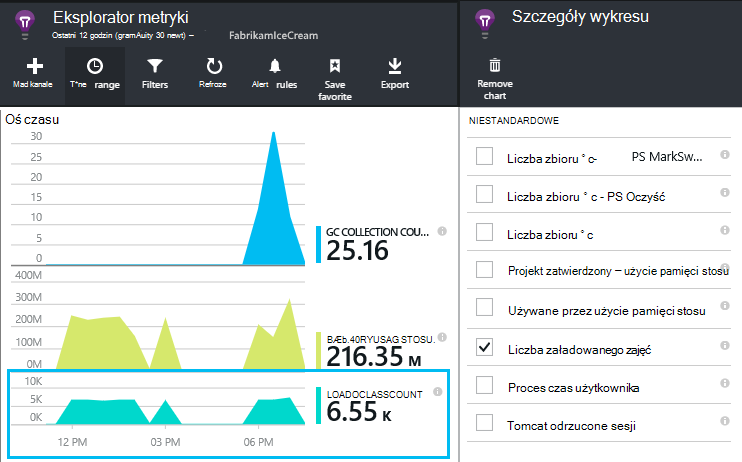 Eksplorator metryki
Ostatni 12 godzin (gramAuity 30 newt) – FabrikamIceCream
Mad kanale
T*ne range
Filters
Refroze
Alert rules
Save favorite
Export
Oś czasu
30
25
20
15
10
5
0
GC COLLECTION COU...
25.16
400M
300M
200M
100M
0M
BÆb.40RYUSAG STOSU.
216.35 M
10K
5K
0K
LOADOCLASSCOUNT
6.55 K
12 PM
03 PM
06 PM
Szczegóły wykresu
Remove
chart
NIESTANDARDOWE
Liczba zbioru ° c- PS MarkSw...
Liczba zbioru ° c - PS Oczyść
Liczba zbioru ° c
Projekt zatwierdzony – użycie pamięci stosu
Używane przez użycie pamięci stosu
Liczba załadowanego zajęć
Proces czas użytkownika
Tomcat odrzucone sesji